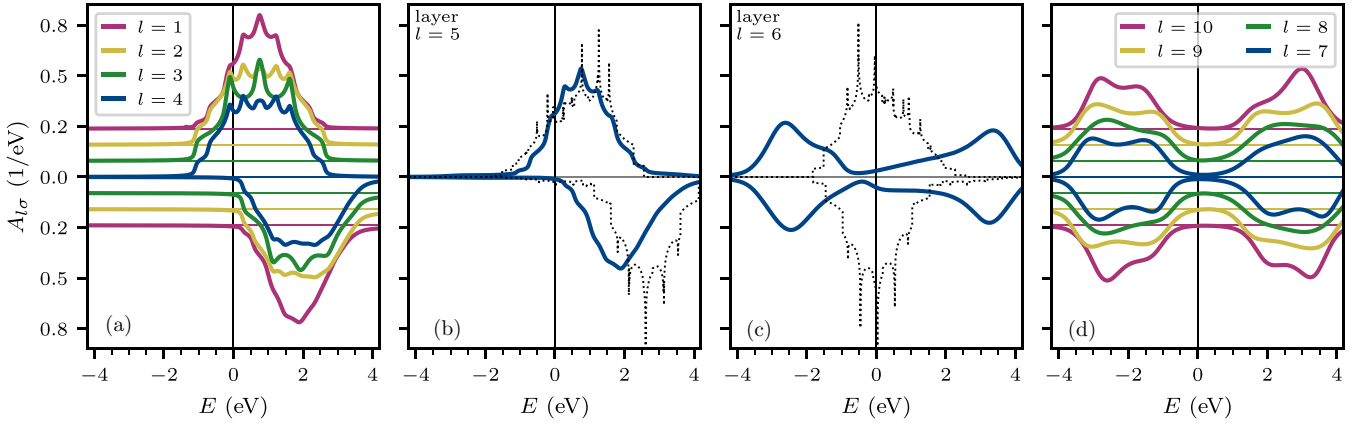 A_{lσ} (1/eV)
0.8
0.5
0.2
0.0
0.2
0.5
0.8
l = 1
l = 2
l = 3
l = 4
(a)
−4 −2 0 2 4
E (eV)
layer
l = 5
(b)
−4 −2 0 2 4
E (eV)
layer
l = 6
(c)
−4 −2 0 2 4
E (eV)
l = 10 l = 8
l = 9 l = 7
(d)
−4 −2 0 2 4
E (eV)